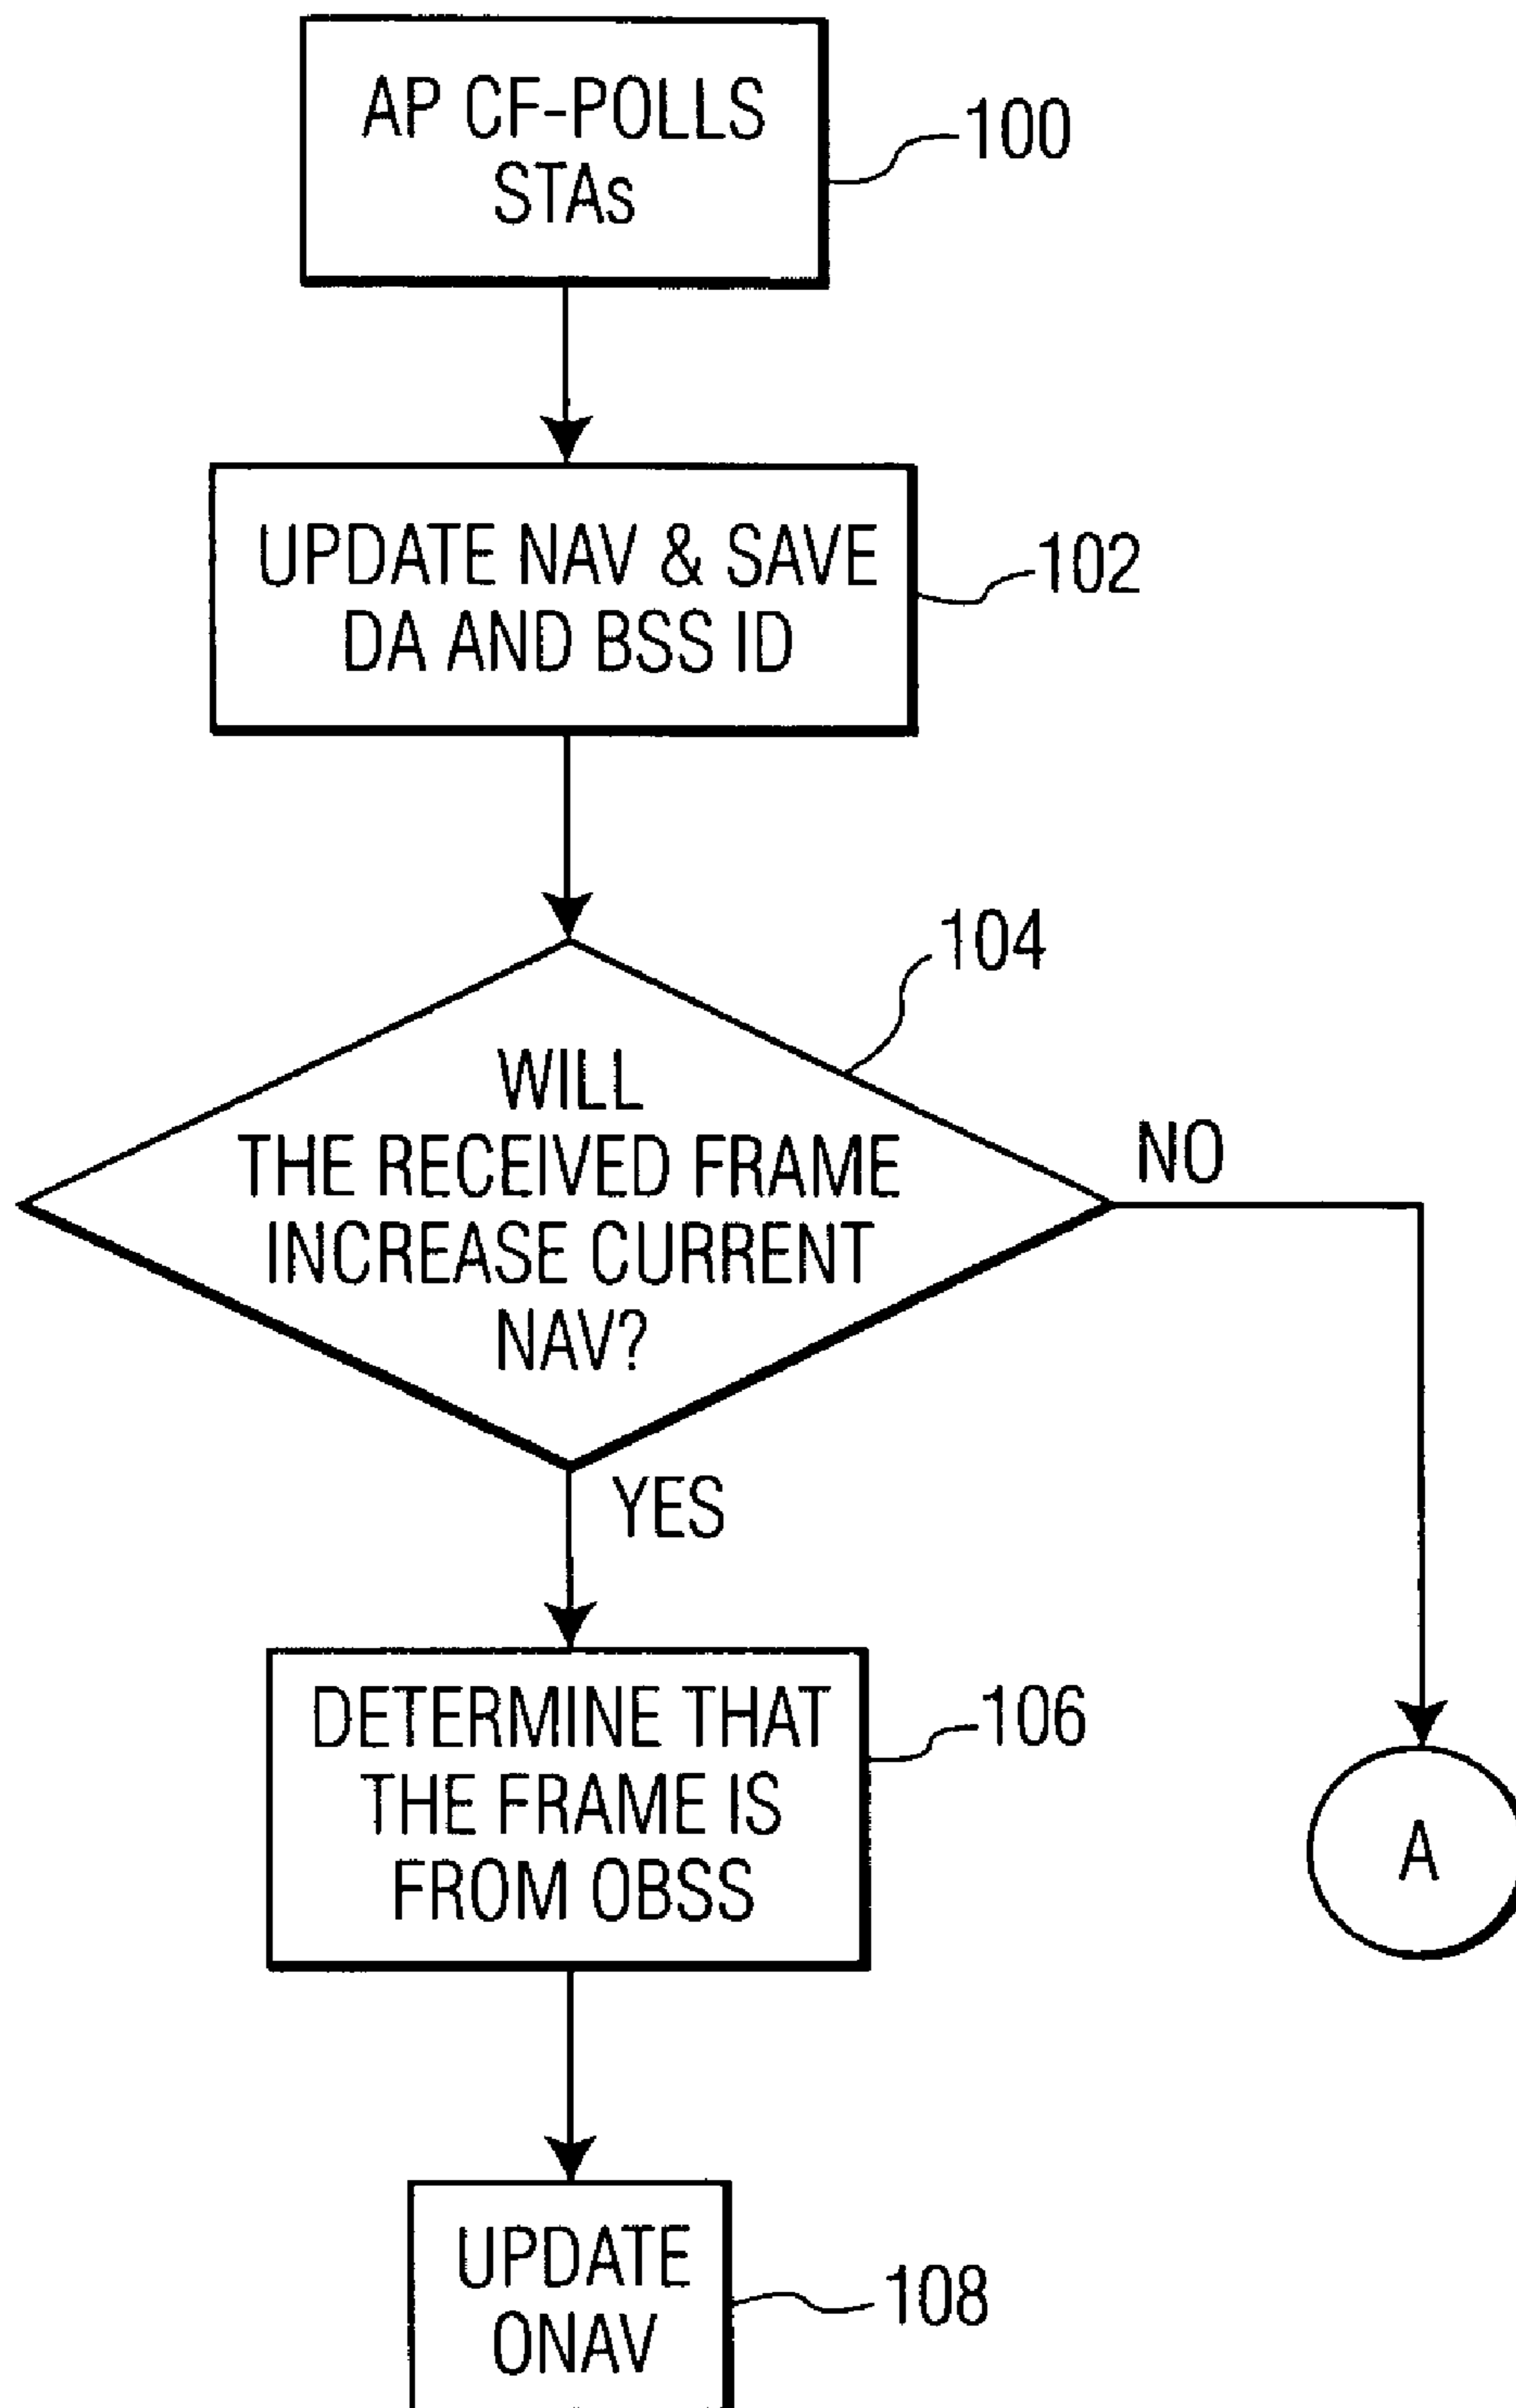 AP CF-POLLS
STAs
100
UPDATE NAV & SAVE
DA AND BSS ID
102
104
WILL
THE RECEIVED FRAME
INCREASE CURRENT
NAV?
NO
YES
DETERMINE THAT
THE FRAME IS
FROM OBSS
106
A
UPDATE
ONAV
108